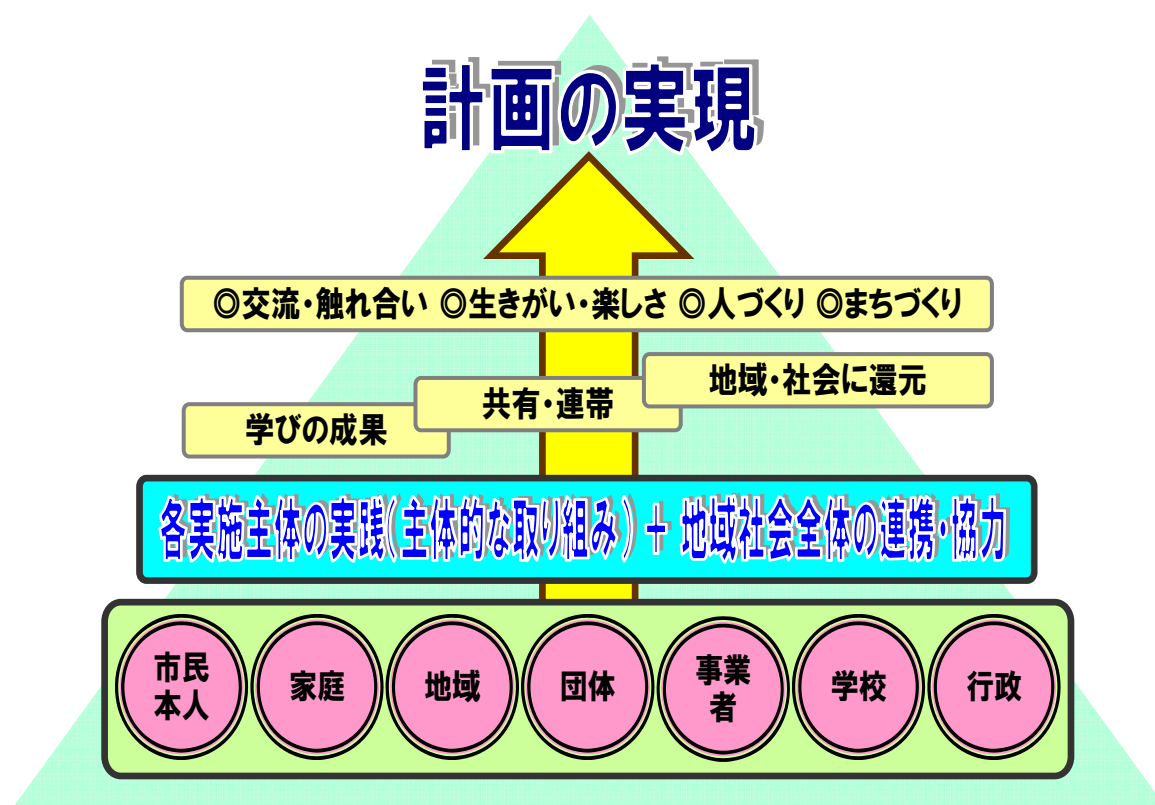 計画の実現
◎交流・触れ合い ◎生きがい・楽しさ ◎人づくり ◎まちづくり
学びの成果
共有・連帯
地域・社会に還元
各実施主体の実践(主体的な取り組み)＋ 地域社会全体の連携・協力
市民
本人
家庭
地域
団体
事業
者
学校
行政